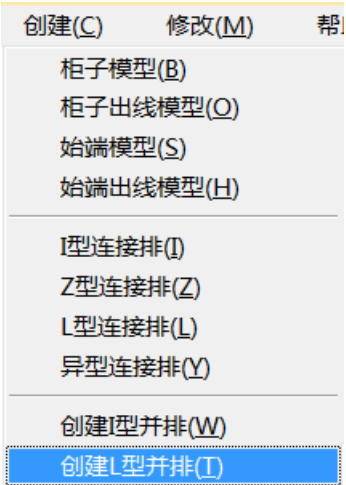 创建(C) 修改(M) 帮
柜子模型(B)
柜子出线模型(O)
始端模型(S)
始端出线模型(H)
I型连接排(I)
Z型连接排(Z)
L型连接排(L)
异型连接排(Y)
创建I型并排(W)
创建L型并排(T)